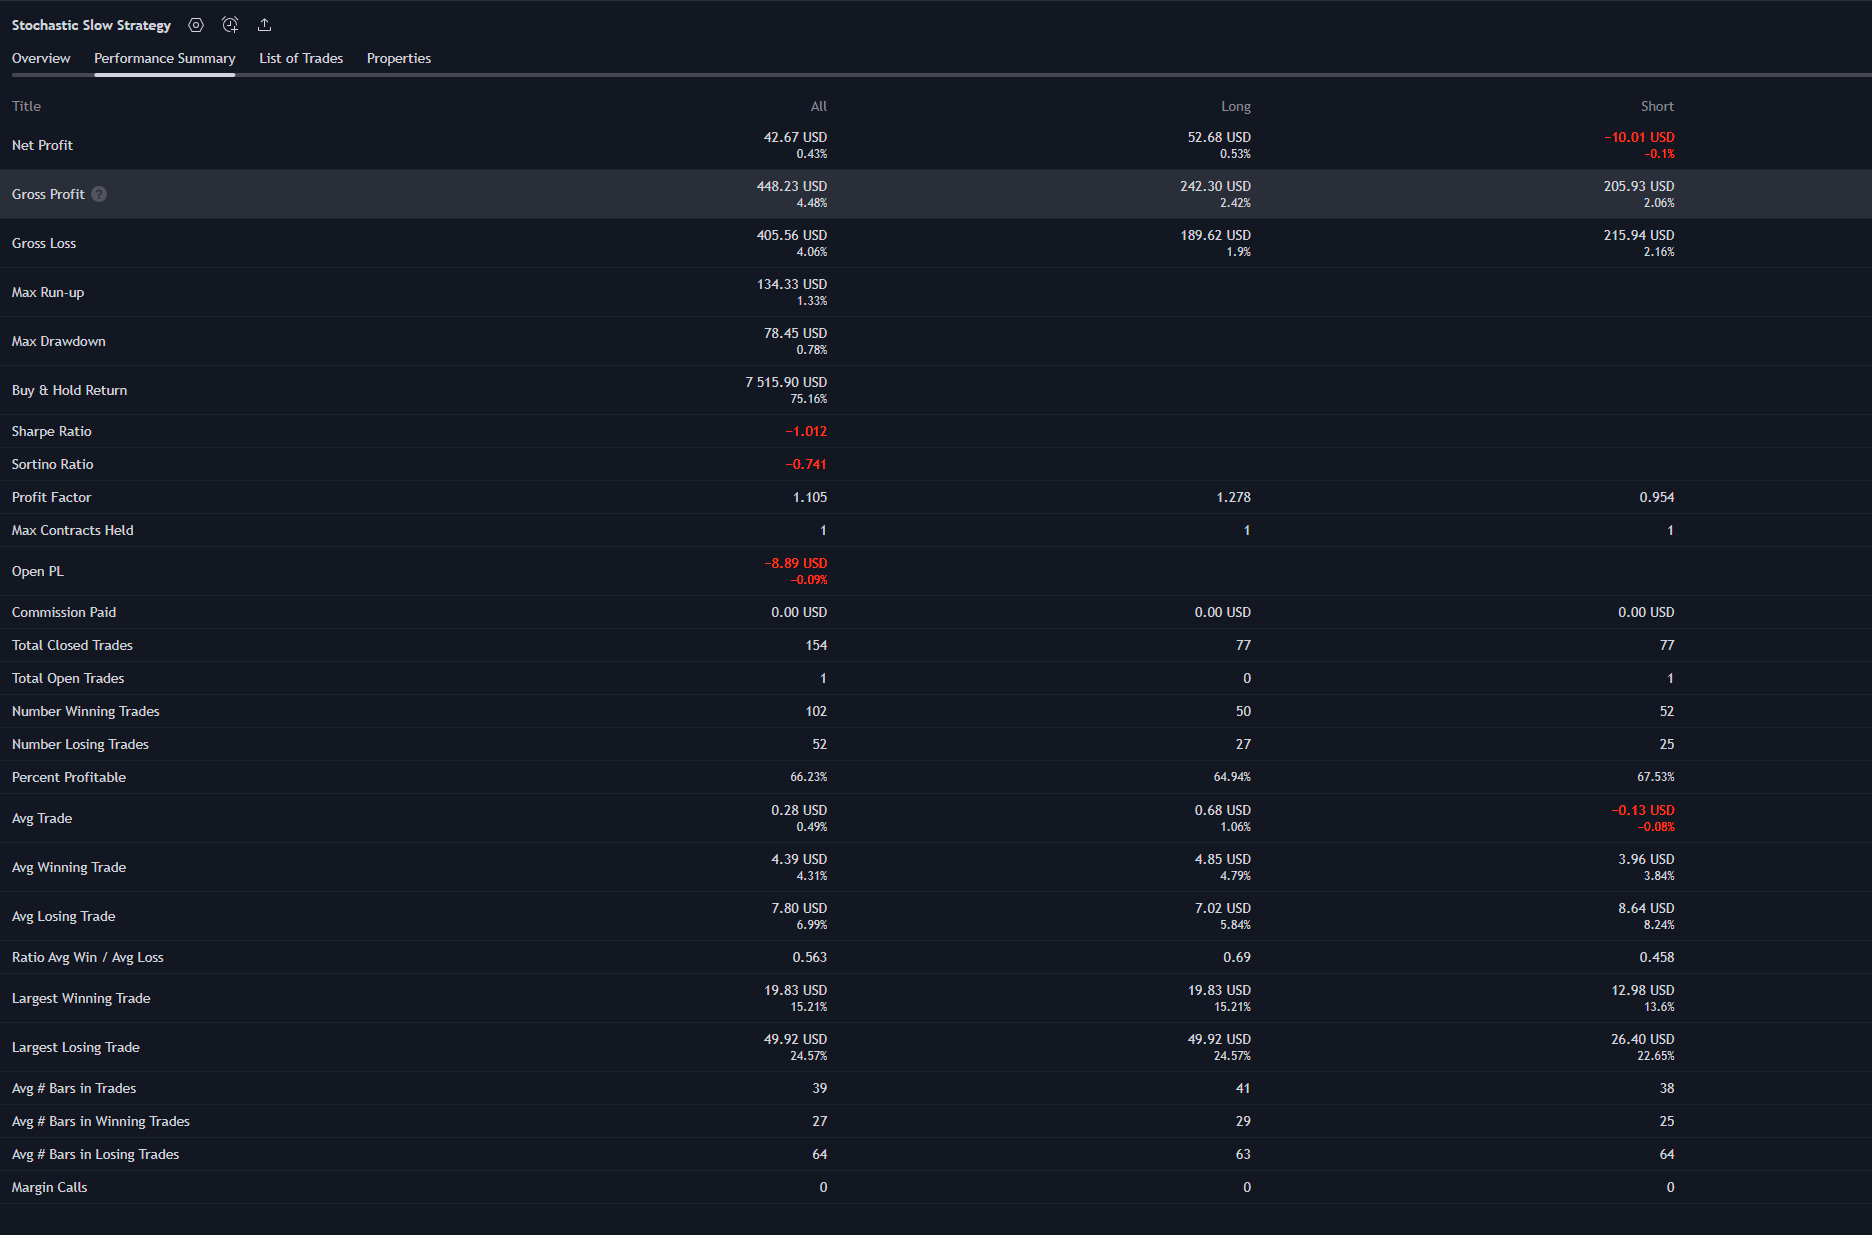 Stochastic Slow Strategy
Overview Performance Summary List of Trades Properties
Title All Long Short
Net Profit 42.67 USD 52.68 USD −10.01 USD
0.43% 0.53% −0.1%
Gross Profit ? 448.23 USD 242.30 USD 205.93 USD
4.48% 2.42% 2.06%
Gross Loss 405.56 USD 189.62 USD 215.94 USD
4.06% 1.9% 2.16%
Max Run-up 134.33 USD
1.33%
Max Drawdown 78.45 USD
0.78%
Buy & Hold Return 7 515.90 USD
75.16%
Sharpe Ratio −1.012
Sortino Ratio −0.741
Profit Factor 1.105 1.278 0.954
Max Contracts Held 1 1 1
Open PL −8.89 USD
−0.09%
Commission Paid 0.00 USD 0.00 USD 0.00 USD
Total Closed Trades 154 77 77
Total Open Trades 1 0 1
Number Winning Trades 102 50 52
Number Losing Trades 52 27 25
Percent Profitable 66.23% 64.94% 67.53%
Avg Trade 0.28 USD 0.68 USD −0.13 USD
0.49% 1.06% −0.08%
Avg Winning Trade 4.39 USD 4.85 USD 3.96 USD
4.31% 4.79% 3.84%
Avg Losing Trade 7.80 USD 7.02 USD 8.64 USD
6.99% 5.84% 8.24%
Ratio Avg Win / Avg Loss 0.563 0.69 0.458
Largest Winning Trade 19.83 USD 19.83 USD 12.98 USD
15.21% 15.21% 13.6%
Largest Losing Trade 49.92 USD 49.92 USD 26.40 USD
24.57% 24.57% 22.65%
Avg # Bars in Trades 39 41 38
Avg # Bars in Winning Trades 27 29 25
Avg # Bars in Losing Trades 64 63 64
Margin Calls 0 0 0